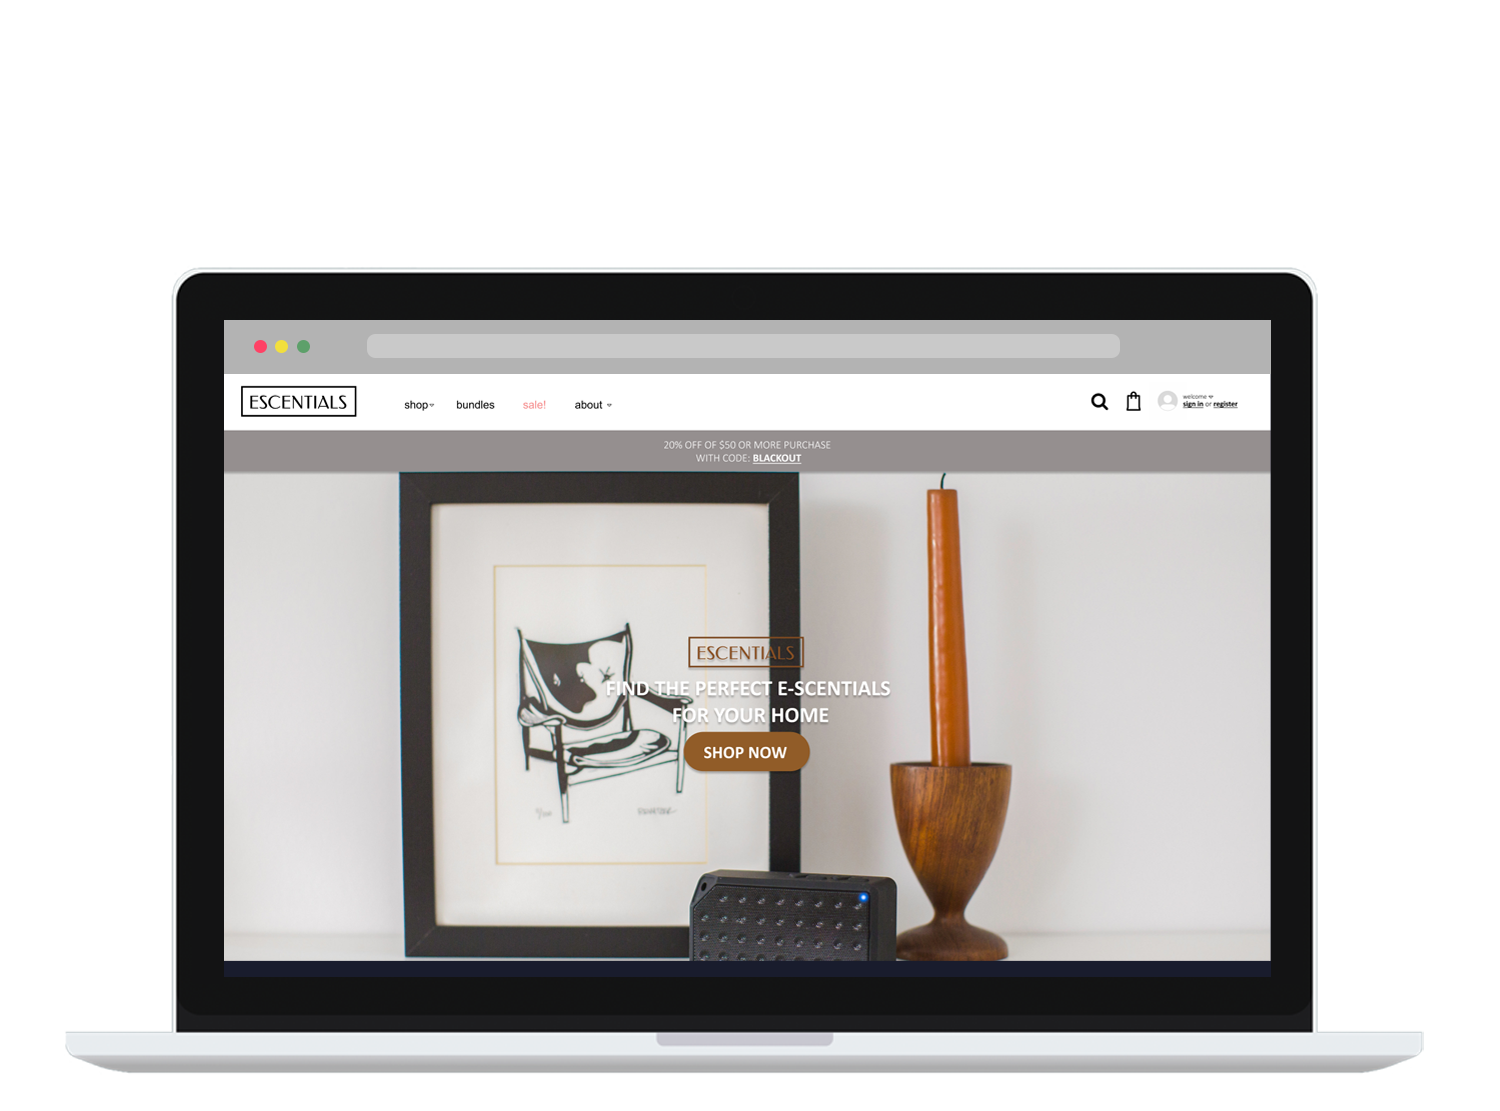 ESCENTIALS
shop
bundles
sale!
about
welcome
sign in or register
20% OFF OF $50 OR MORE PURCHASE
WITH CODE: BLACKOUT
ESCENTIALS
FIND THE PERFECT E-SCENTIALS
FOR YOUR HOME
SHOP NOW